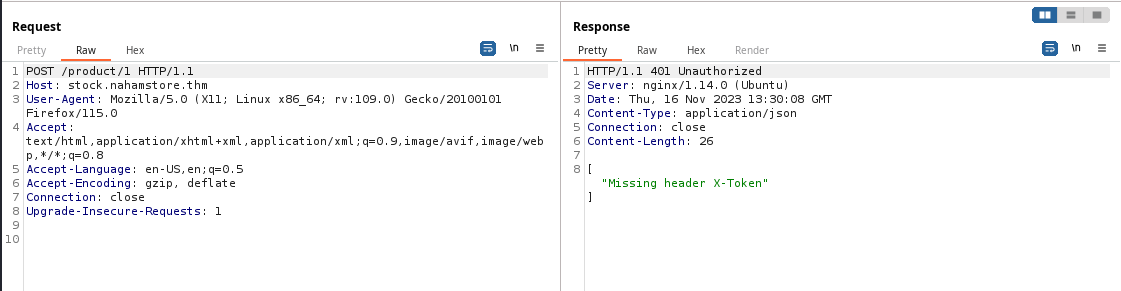 Request
Pretty Raw Hex
\n
1 POST /product/1 HTTP/1.1
2 Host: stock.nahamstore.thm
3 User-Agent: Mozilla/5.0 (X11; Linux x86_64; rv:109.0) Gecko/20100101
Firefox/115.0
4 Accept:
text/html,application/xhtml+xml,application/xml;q=0.9,image/avif,image/web
p,*/*;q=0.8
5 Accept-Language: en-US,en;q=0.5
6 Accept-Encoding: gzip, deflate
7 Connection: close
8 Upgrade-Insecure-Requests: 1
9
10
Response
Pretty Raw Hex Render
\n
1 HTTP/1.1 401 Unauthorized
2 Server: nginx/1.14.0 (Ubuntu)
3 Date: Thu, 16 Nov 2023 13:30:08 GMT
4 Content-Type: application/json
5 Connection: close
6 Content-Length: 26
7
8 [
"Missing header X-Token"
]